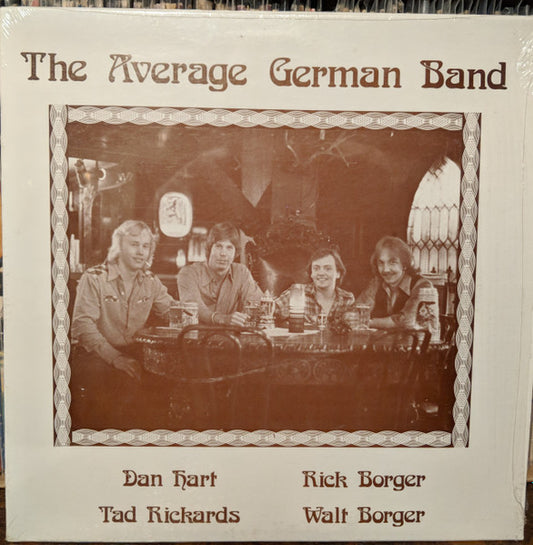 The Average German Band
Dan Hart Rick Borger
Tad Rickards Walt Borger